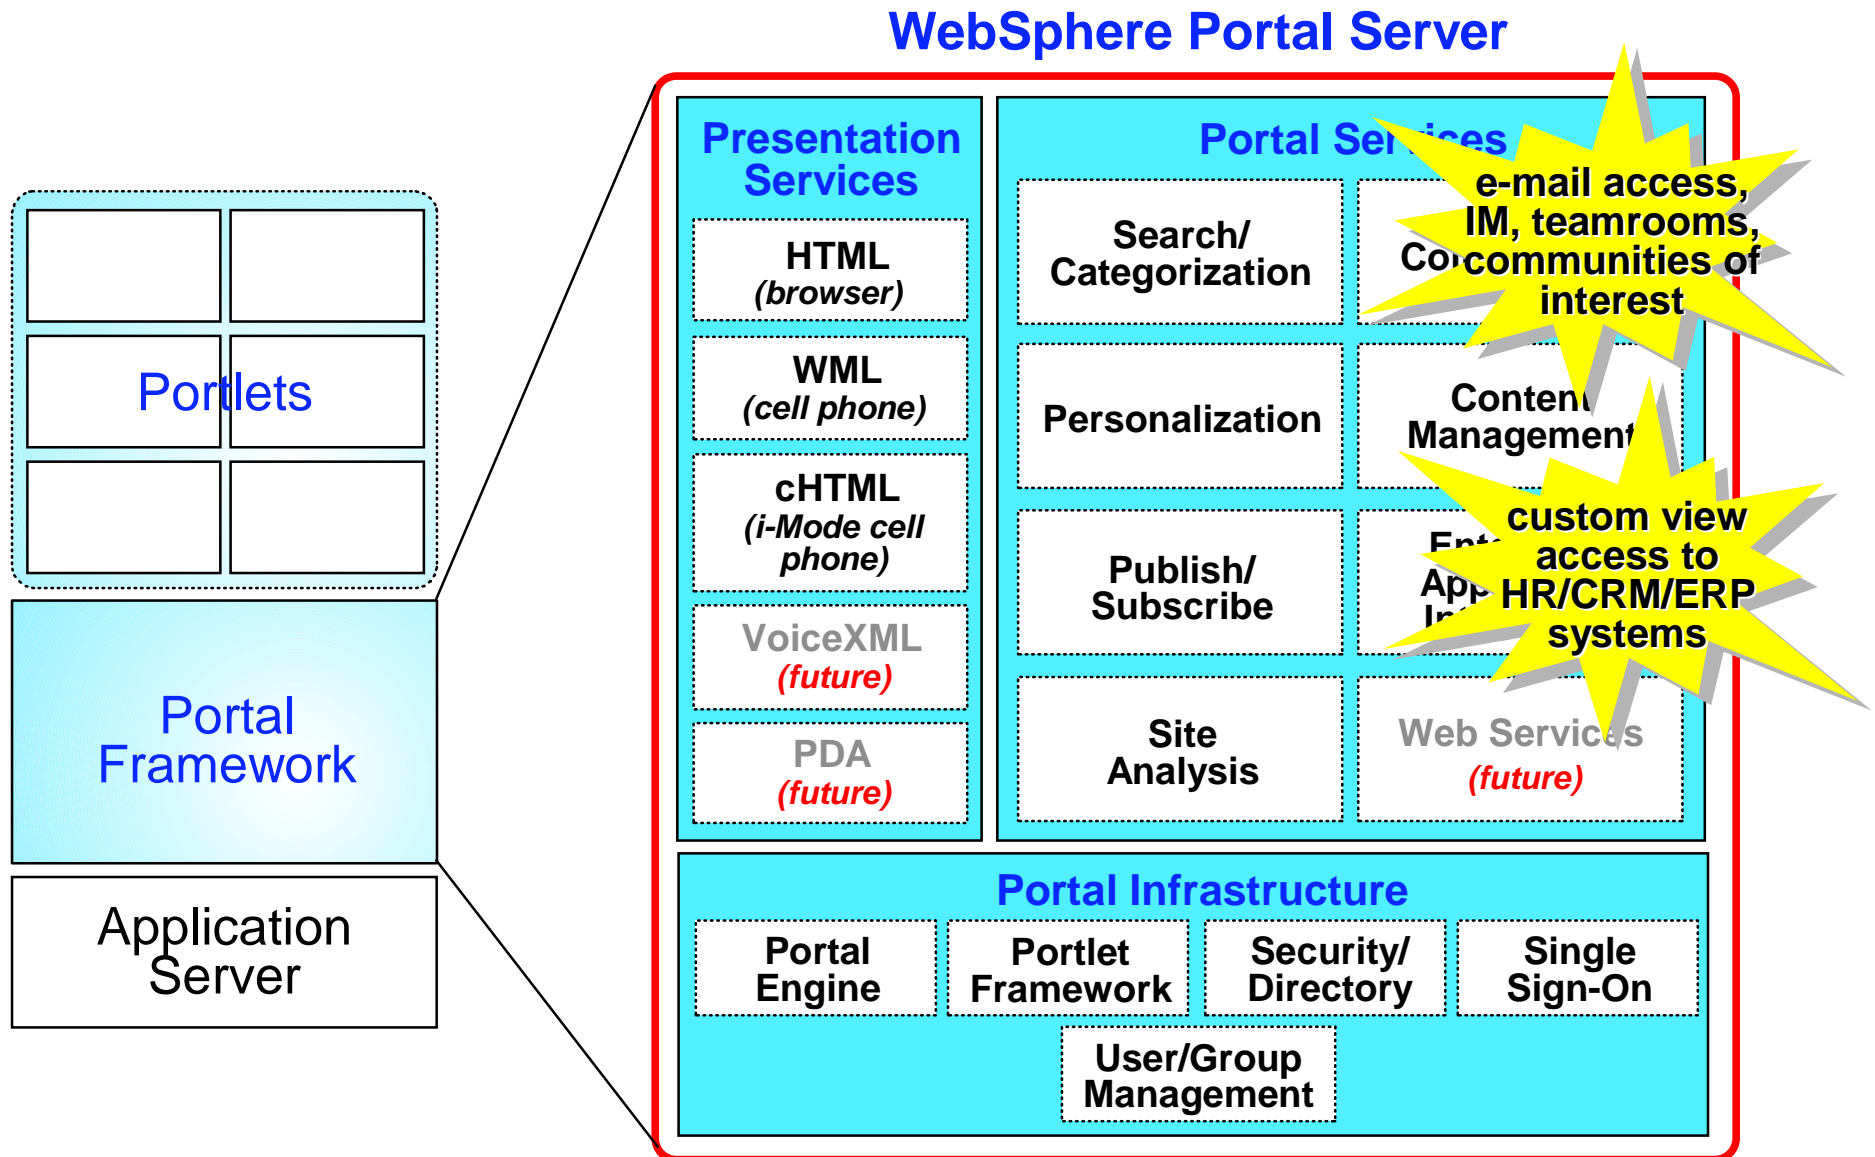 WebSphere Portal Server
Portlets
Portal
Framework
Application
Server
Presentation
Services
HTML
(browser)
WML
(cell phone)
cHTML
(i-Mode cell
phone)
VoiceXML
(future)
PDA
(future)
Portal Services
Search/
Categorization
e-mail access,
IM, teamrooms,
communities of
interest
Personalization
Content
Management
Publish/
Subscribe
custom view
access to
HR/CRM/ERP
systems
Site
Analysis
Web Services
(future)
Portal Infrastructure
Portal
Engine
Portlet
Framework
Security/
Directory
Single
Sign-On
User/Group
Management